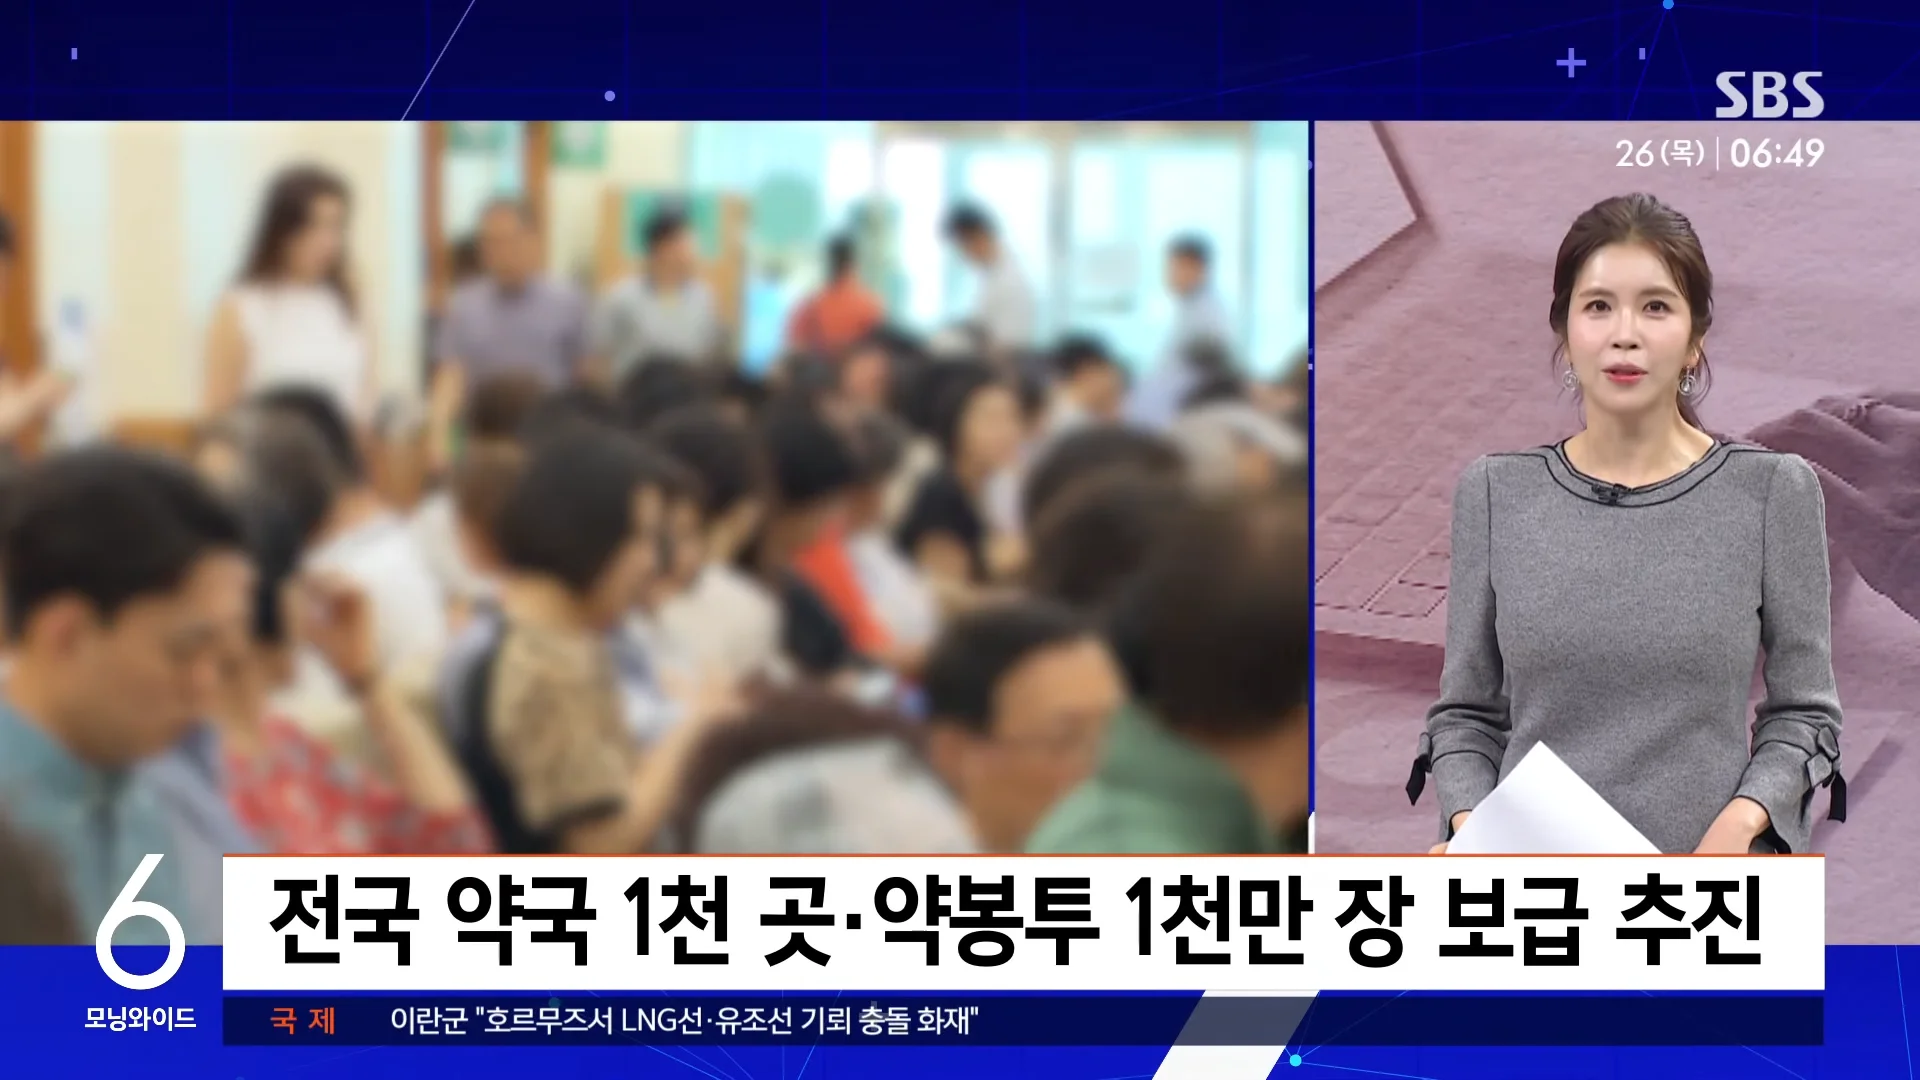 SBS
26(목) | 06:49
전국 약국 1천 곳·약봉투 1천만 장 보급 추진
6
모닝와이드
국제 이란군 "호르무즈서 LNG선·유조선 기뢰 충돌 화재"